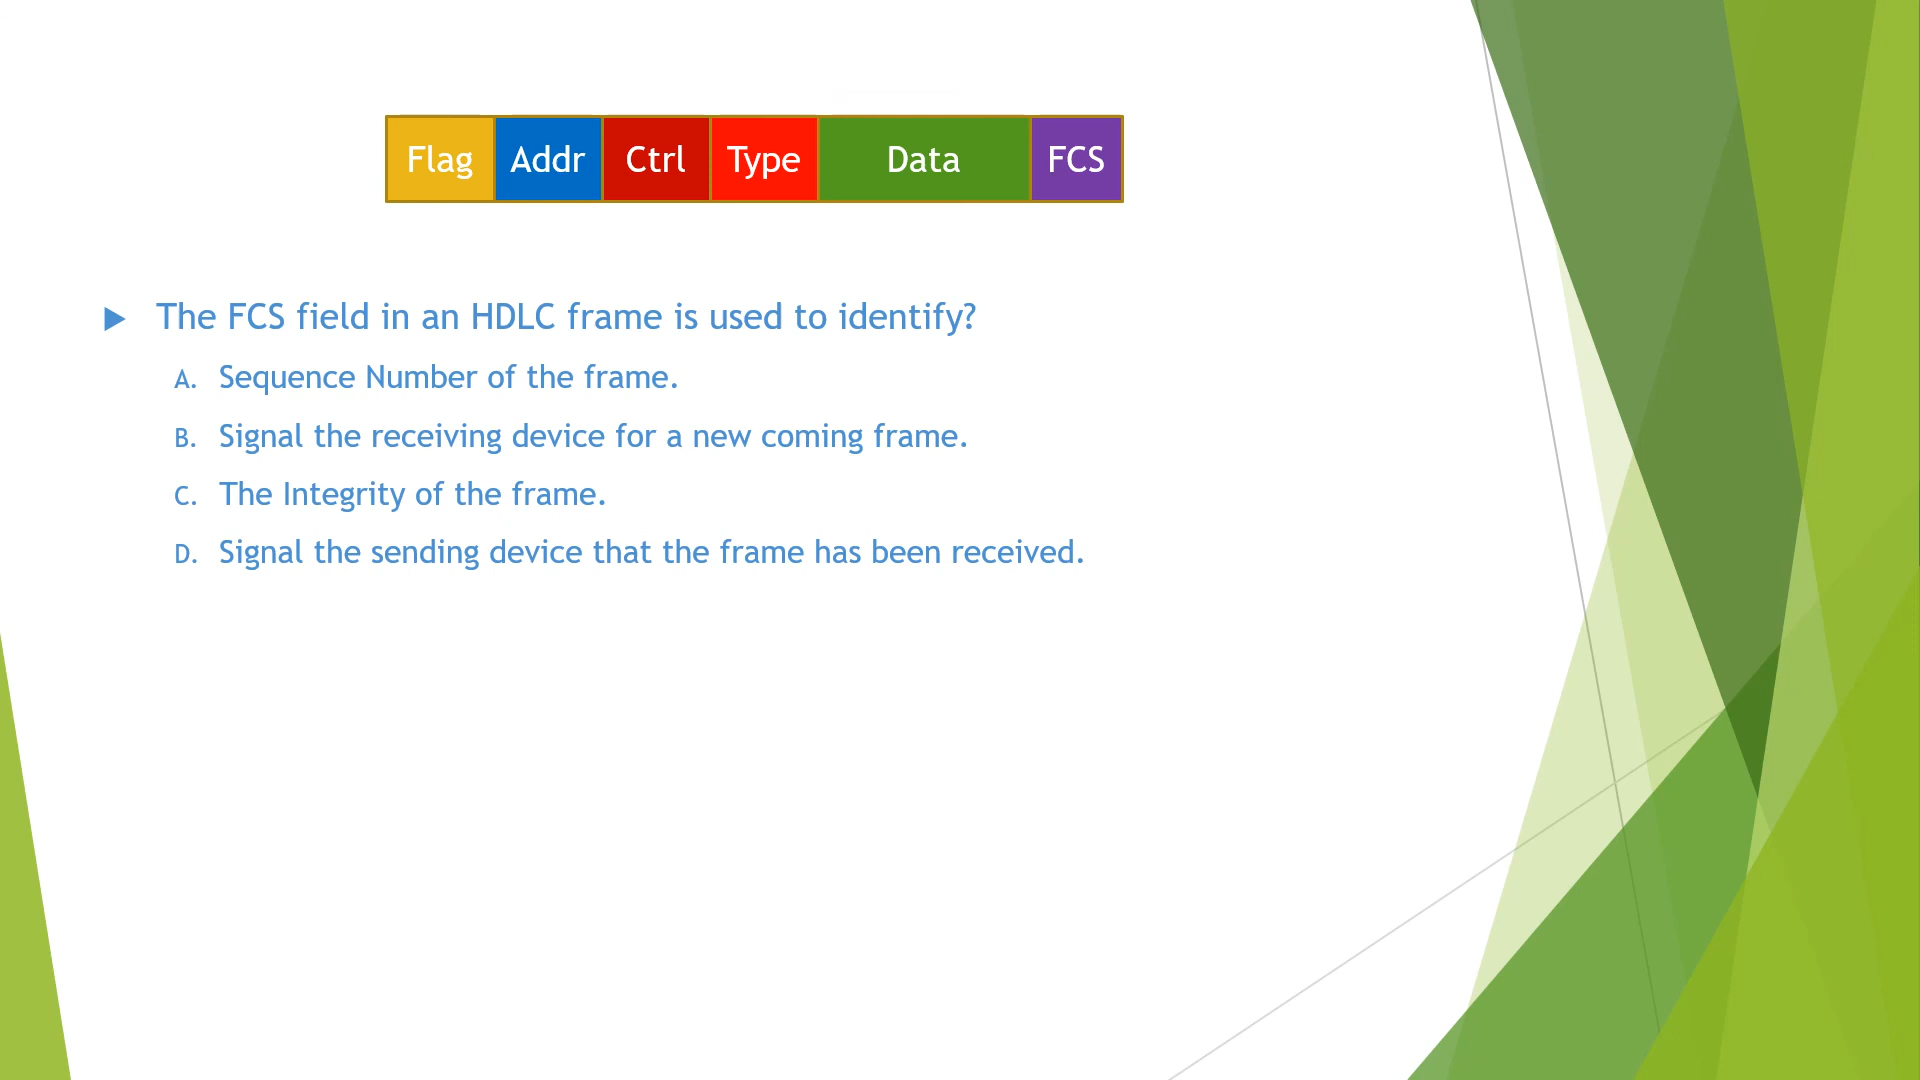 Flag Addr Ctrl Type Data FCS
The FCS field in an HDLC frame is used to identify?
A. Sequence Number of the frame.
B. Signal the receiving device for a new coming frame.
C. The Integrity of the frame.
D. Signal the sending device that the frame has been received.